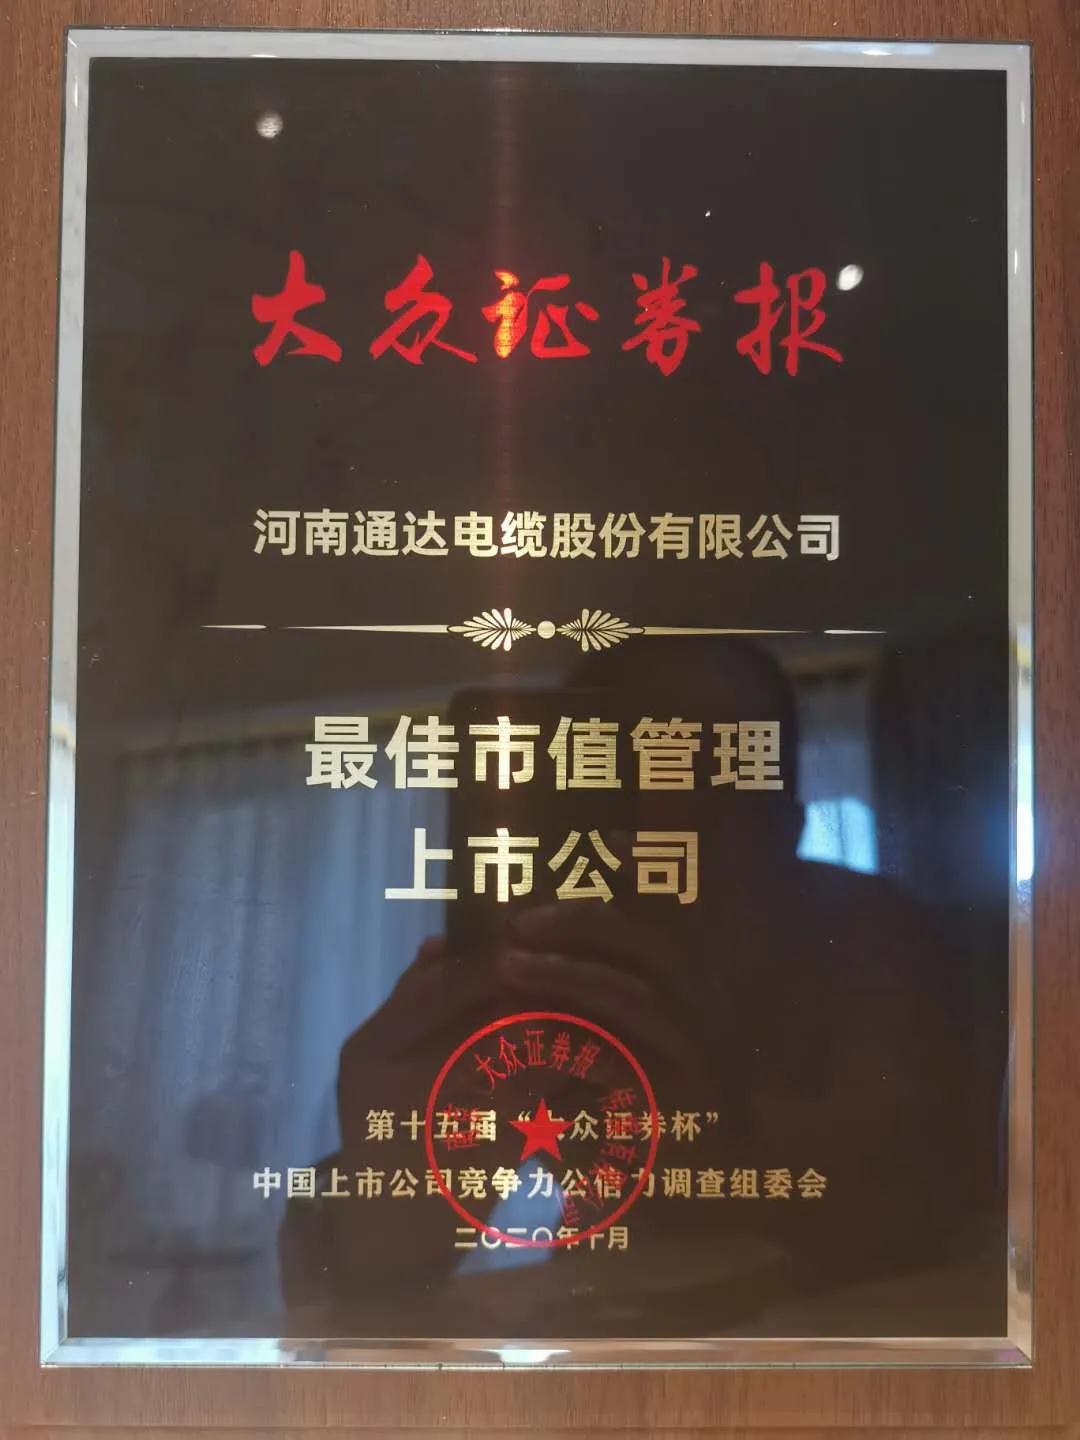 大众证券报
河南通达电缆股份有限公司
最佳市值管理
上市公司
大众证券报
第十五届“大众证券杯”
中国上市公司竞争力公信力调查组委会
二〇二〇年十月